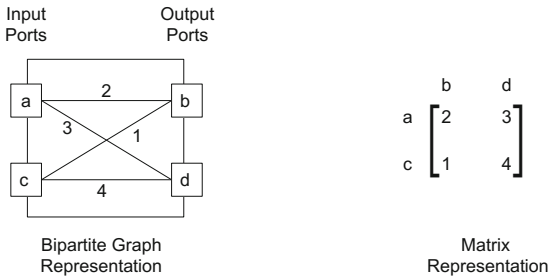 Input
Ports
Output
Ports
a
2
b
3
1
c
4
d
Bipartite Graph
Representation
b d
a 2 3
c 1 4
Matrix
Representation